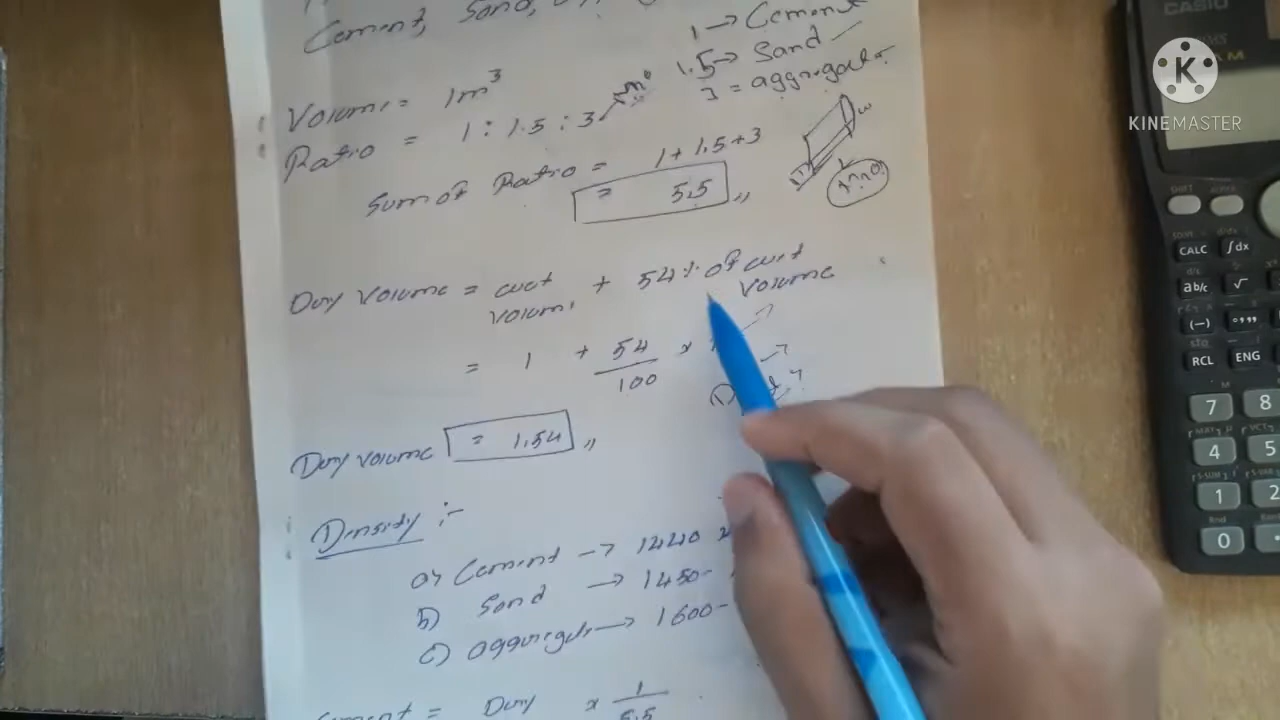 Cement, Sand,
1 → Cement
1.5 → Sand
3 = aggregate
Volume = 1m³
Ratio = 1 : 1.5 : 3
Sum of Ratio = 1 + 1.5 + 3
= 5.5 ,,
Dry Volume = wet volume + 54% of wet volume
= 1 + 54/100 ×
Dry volume = 1.54 ,,
Density :-
a) Cement → 1440
b) Sand → 1450-
c) aggregate → 1600-
Dry × 1/5.5
CASIO
KINEMASTER
SHIFT
CALC ∫dx
ab/c √
(−) °,,,
RCL ENG
7 8
4 5
1 2
0